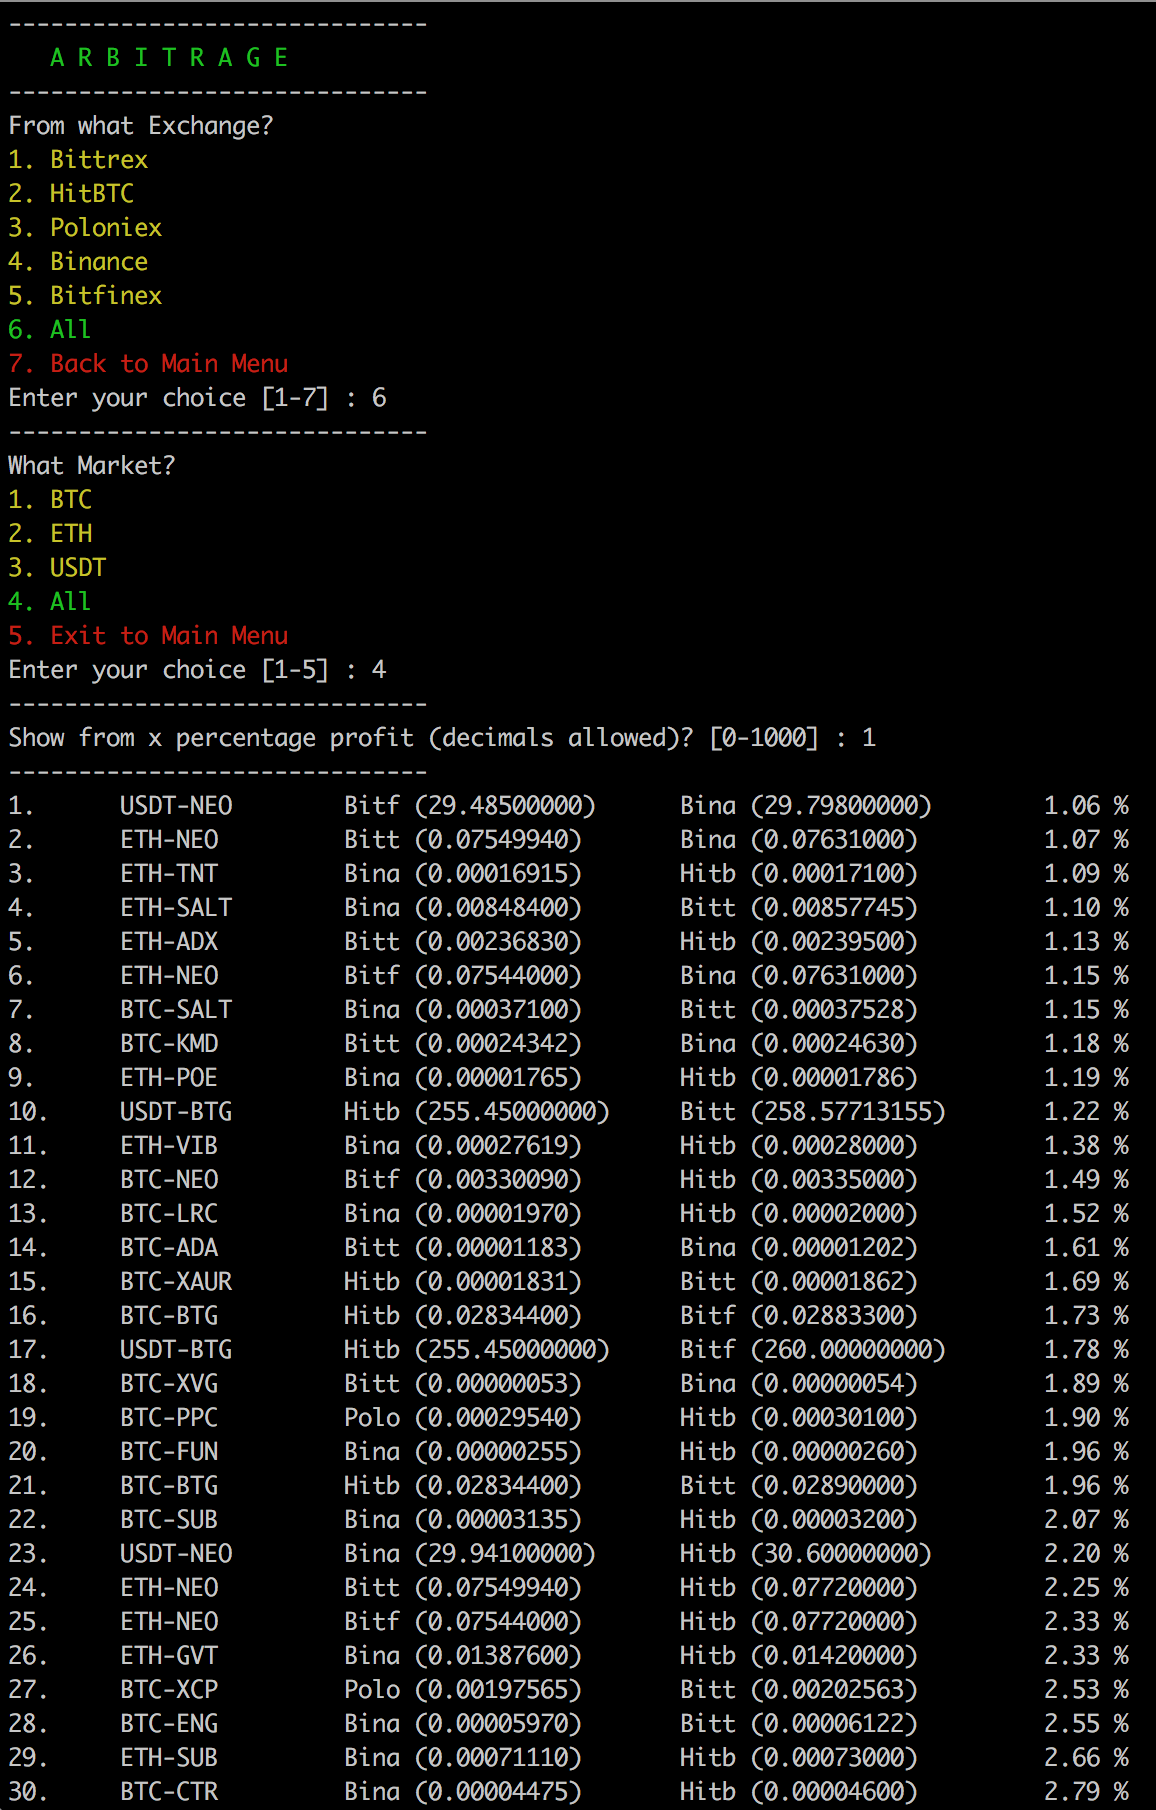 ------------------------------
A R B I T R A G E
------------------------------
From what Exchange?
1. Bittrex
2. HitBTC
3. Poloniex
4. Binance
5. Bitfinex
6. All
7. Back to Main Menu
Enter your choice [1-7] : 6
------------------------------
What Market?
1. BTC
2. ETH
3. USDT
4. All
5. Exit to Main Menu
Enter your choice [1-5] : 4
------------------------------
Show from x percentage profit (decimals allowed)? [0-1000] : 1
------------------------------
1. USDT-NEO Bitf (29.48500000) Bina (29.79800000) 1.06 %
2. ETH-NEO Bitt (0.07549940) Bina (0.07631000) 1.07 %
3. ETH-TNT Bina (0.00016915) Hitb (0.00017100) 1.09 %
4. ETH-SALT Bina (0.00848400) Bitt (0.00857745) 1.10 %
5. ETH-ADX Bitt (0.00236830) Hitb (0.00239500) 1.13 %
6. ETH-NEO Bitf (0.07544000) Bina (0.07631000) 1.15 %
7. BTC-SALT Bina (0.00037100) Bitt (0.00037528) 1.15 %
8. BTC-KMD Bitt (0.00024342) Bina (0.00024630) 1.18 %
9. ETH-POE Bina (0.00001765) Hitb (0.00001786) 1.19 %
10. USDT-BTG Hitb (255.45000000) Bitt (258.57713155) 1.22 %
11. ETH-VIB Bina (0.00027619) Hitb (0.00028000) 1.38 %
12. BTC-NEO Bitf (0.00330090) Hitb (0.00335000) 1.49 %
13. BTC-LRC Bina (0.00001970) Hitb (0.00002000) 1.52 %
14. BTC-ADA Bitt (0.00001183) Bina (0.00001202) 1.61 %
15. BTC-XAUR Hitb (0.00001831) Bitt (0.00001862) 1.69 %
16. BTC-BTG Hitb (0.02834400) Bitf (0.02883300) 1.73 %
17. USDT-BTG Hitb (255.45000000) Bitf (260.00000000) 1.78 %
18. BTC-XVG Bitt (0.00000053) Bina (0.00000054) 1.89 %
19. BTC-PPC Polo (0.00029540) Hitb (0.00030100) 1.90 %
20. BTC-FUN Bina (0.00000255) Hitb (0.00000260) 1.96 %
21. BTC-BTG Hitb (0.02834400) Bitt (0.02890000) 1.96 %
22. BTC-SUB Bina (0.00003135) Hitb (0.00003200) 2.07 %
23. USDT-NEO Bina (29.94100000) Hitb (30.60000000) 2.20 %
24. ETH-NEO Bitt (0.07549940) Hitb (0.07720000) 2.25 %
25. ETH-NEO Bitf (0.07544000) Hitb (0.07720000) 2.33 %
26. ETH-GVT Bina (0.01387600) Hitb (0.01420000) 2.33 %
27. BTC-XCP Polo (0.00197565) Bitt (0.00202563) 2.53 %
28. BTC-ENG Bina (0.00005970) Bitt (0.00006122) 2.55 %
29. ETH-SUB Bina (0.00071110) Hitb (0.00073000) 2.66 %
30. BTC-CTR Bina (0.00004475) Hitb (0.00004600) 2.79 %